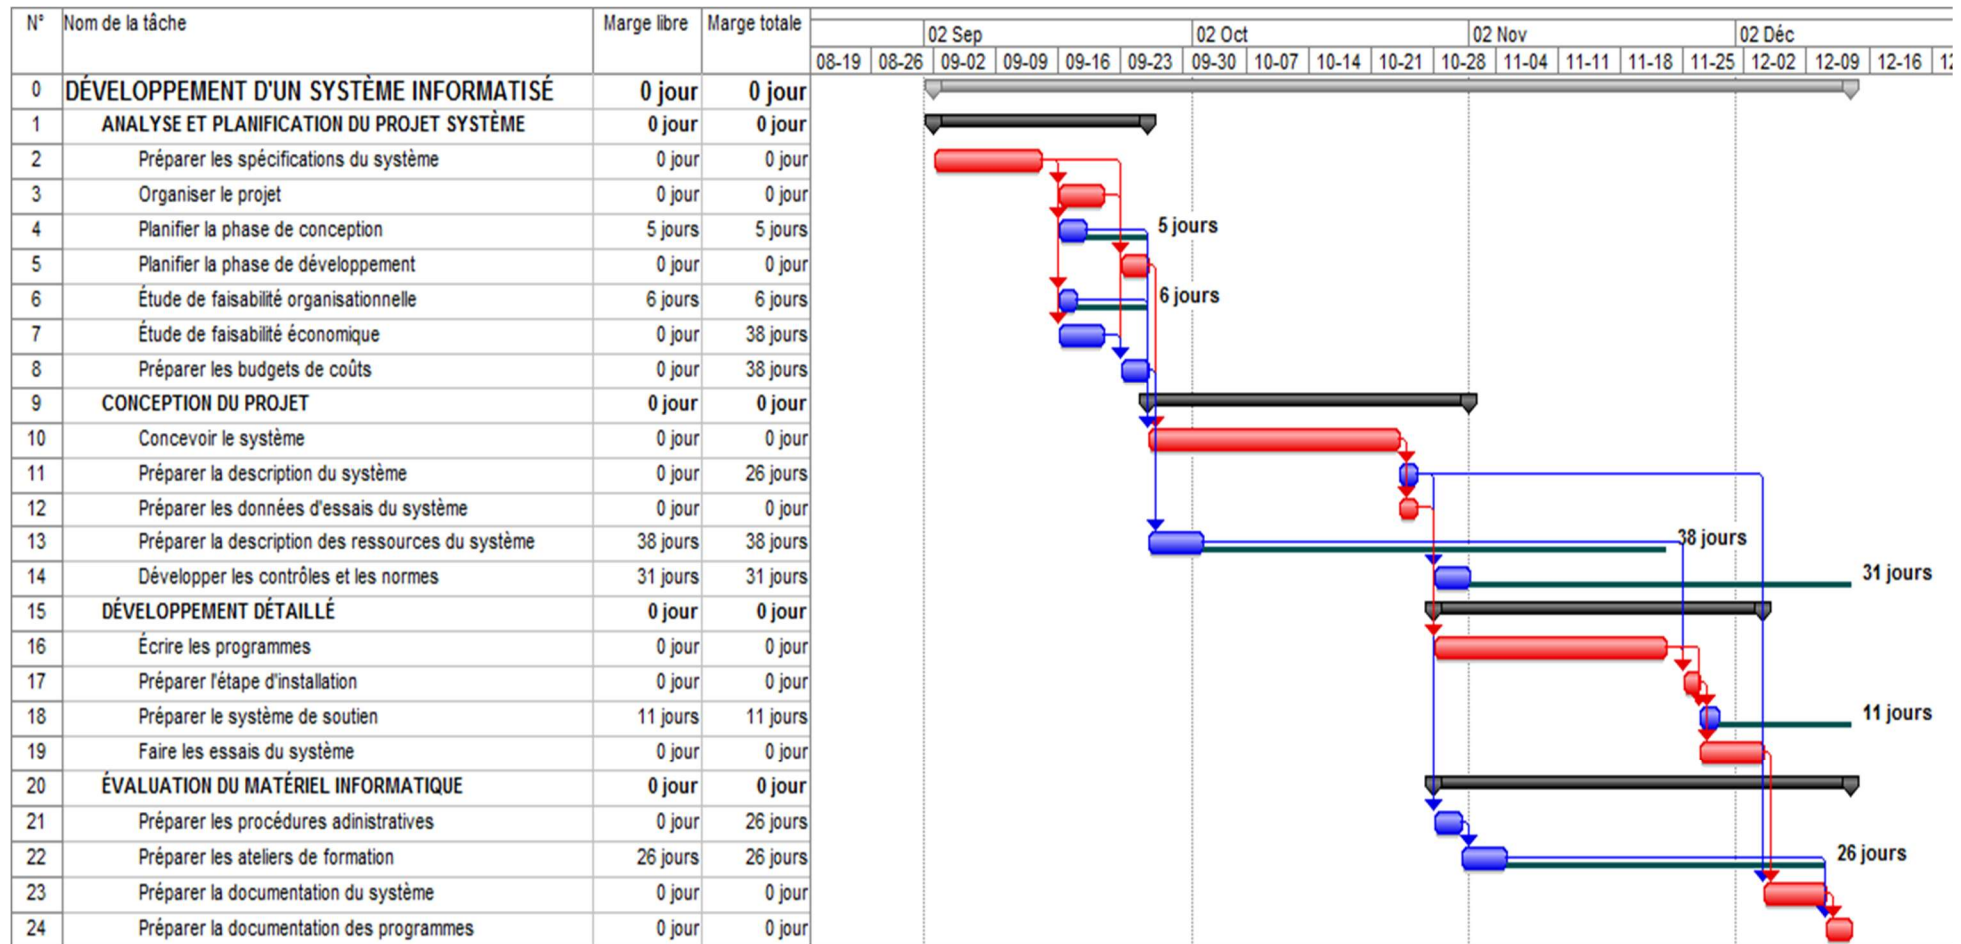 N° Nom de la tâche Marge libre Marge totale
02 Sep 02 Oct 02 Nov 02 Déc
08-19 08-26 09-02 09-09 09-16 09-23 09-30 10-07 10-14 10-21 10-28 11-04 11-11 11-18 11-25 12-02 12-09 12-16 12
0 DÉVELOPPEMENT D'UN SYSTÈME INFORMATISÉ 0 jour 0 jour
1 ANALYSE ET PLANIFICATION DU PROJET SYSTÈME 0 jour 0 jour
2 Préparer les spécifications du système 0 jour 0 jour
3 Organiser le projet 0 jour 0 jour
4 Planifier la phase de conception 5 jours 5 jours 5 jours
5 Planifier la phase de développement 0 jour 0 jour
6 Étude de faisabilité organisationnelle 6 jours 6 jours 6 jours
7 Étude de faisabilité économique 0 jour 38 jours
8 Préparer les budgets de coûts 0 jour 38 jours
9 CONCEPTION DU PROJET 0 jour 0 jour
10 Concevoir le système 0 jour 0 jour
11 Préparer la description du système 0 jour 26 jours
12 Préparer les données d'essais du système 0 jour 0 jour
13 Préparer la description des ressources du système 38 jours 38 jours 38 jours
14 Développer les contrôles et les normes 31 jours 31 jours 31 jours
15 DÉVELOPPEMENT DÉTAILLÉ 0 jour 0 jour
16 Écrire les programmes 0 jour 0 jour
17 Préparer l'étape d'installation 0 jour 0 jour
18 Préparer le système de soutien 11 jours 11 jours 11 jours
19 Faire les essais du système 0 jour 0 jour
20 ÉVALUATION DU MATÉRIEL INFORMATIQUE 0 jour 0 jour
21 Préparer les procédures adinistratives 0 jour 26 jours
22 Préparer les ateliers de formation 26 jours 26 jours 26 jours
23 Préparer la documentation du système 0 jour 0 jour
24 Préparer la documentation des programmes 0 jour 0 jour